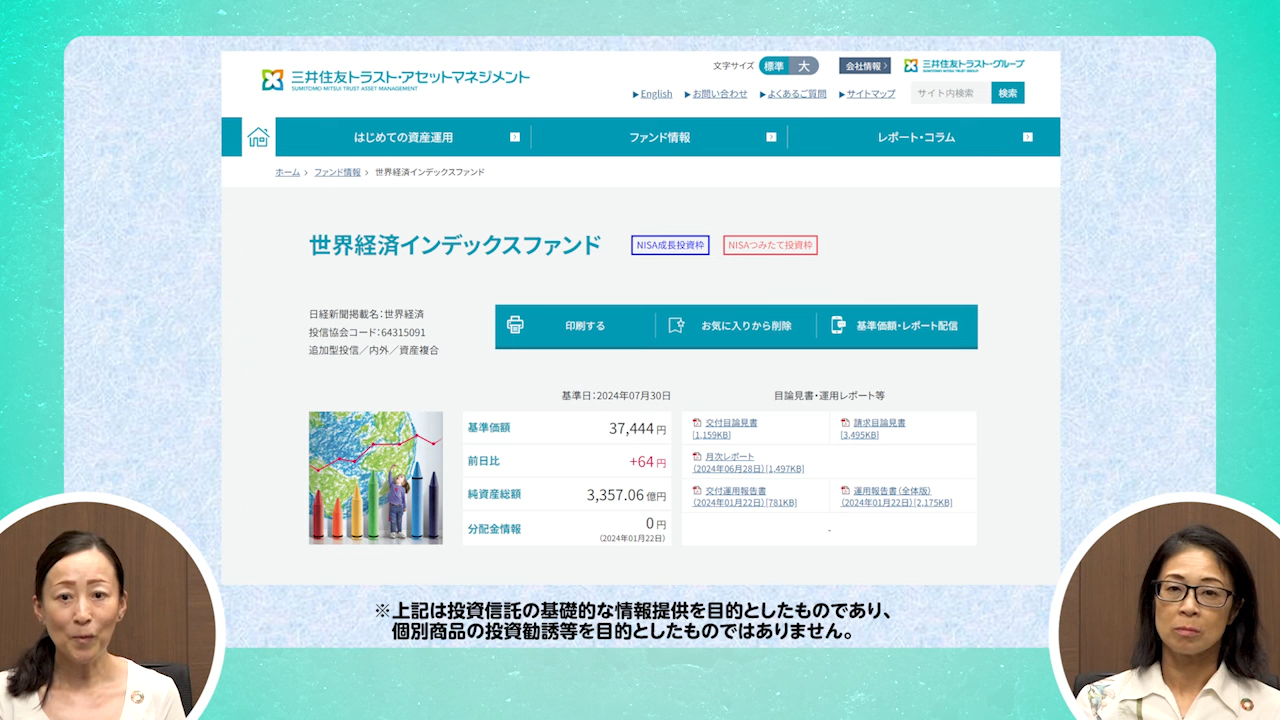 三井住友トラスト・アセットマネジメント
SUMITOMO MITSUI TRUST ASSET MANAGEMENT
文字サイズ 標準 大
会社情報
三井住友トラスト・グループ
SUMITOMO MITSUI TRUST GROUP
English お問い合わせ よくあるご質問 サイトマップ
サイト内検索 検索
はじめての資産運用 ファンド情報 レポート・コラム
ホーム > ファンド情報 > 世界経済インデックスファンド
世界経済インデックスファンド
NISA成長投資枠 NISAつみたて投資枠
日経新聞掲載名:世界経済
投信協会コード:64315091
追加型投信/内外/資産複合
印刷する お気に入りから削除 基準価額・レポート配信
基準日:2024年07月30日
基準価額 37,444 円
前日比 +64 円
純資産総額 3,357.06 億円
分配金情報 0 円
(2024年01月22日)
目論見書・運用レポート等
交付目論見書
[1,159KB]
請求目論見書
[3,495KB]
月次レポート
(2024年06月28日)[1,497KB]
交付運用報告書
(2024年01月22日)[781KB]
運用報告書(全体版)
(2024年01月22日)[2,175KB]
-
※上記は投資信託の基礎的な情報提供を目的としたものであり、
個別商品の投資勧誘等を目的としたものではありません。